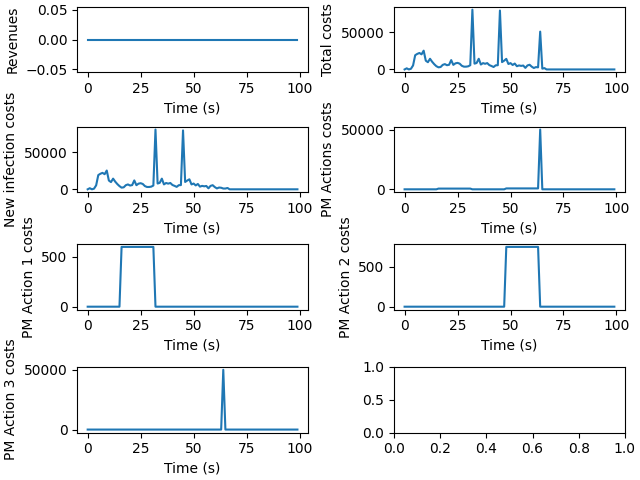 Revenues
0.05
0.00
−0.05
0 25 50 75 100
Time (s)
Total costs
50000
0
0 25 50 75 100
Time (s)
New infection costs
50000
0
0 25 50 75 100
Time (s)
PM Actions costs
50000
0
0 25 50 75 100
Time (s)
PM Action 1 costs
500
0
0 25 50 75 100
Time (s)
PM Action 2 costs
500
0
0 25 50 75 100
Time (s)
PM Action 3 costs
50000
0
0 25 50 75 100
Time (s)
1.0
0.5
0.0
0.0 0.2 0.4 0.6 0.8 1.0